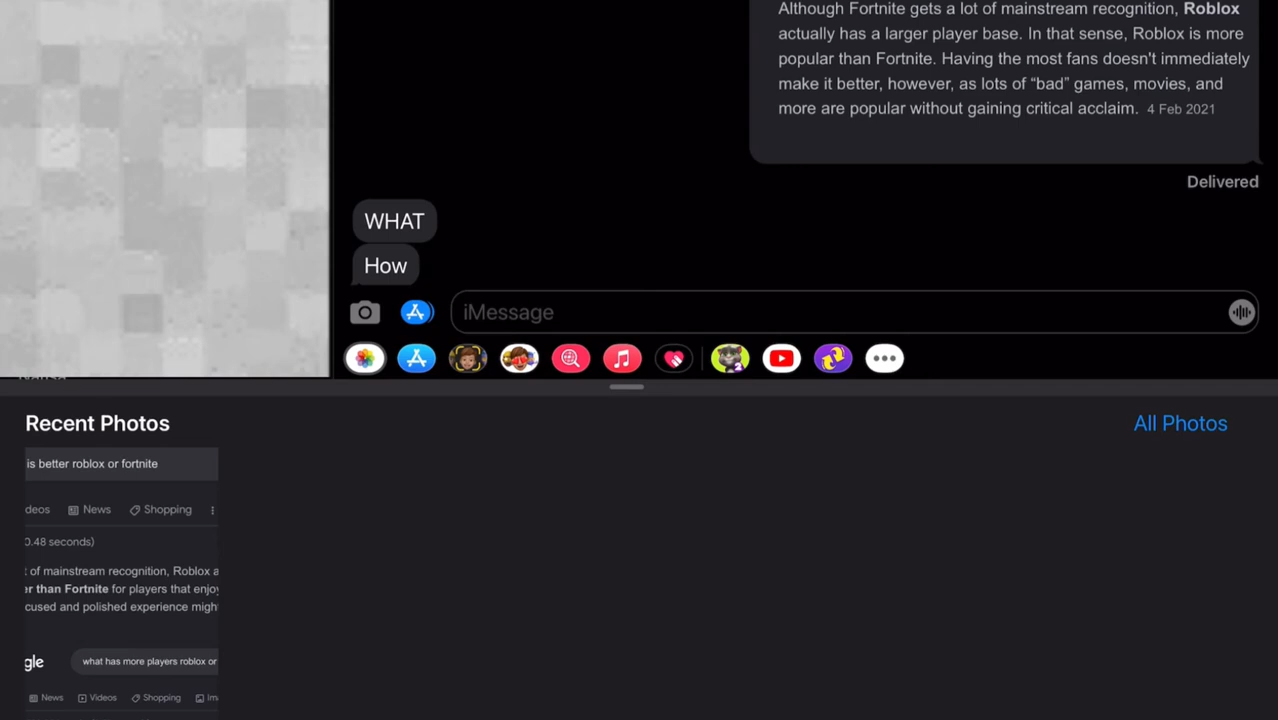 Although Fortnite gets a lot of mainstream recognition, Roblox
actually has a larger player base. In that sense, Roblox is more
popular than Fortnite. Having the most fans doesn't immediately
make it better, however, as lots of “bad” games, movies, and
more are popular without gaining critical acclaim. 4 Feb 2021
Delivered
WHAT
How
iMessage
2
Recent Photos
All Photos
is better roblox or fortnite
deos
News
Shopping
0.48 seconds)
t of mainstream recognition, Roblox a
er than Fortnite for players that enjoy
cused and polished experience might
gle
what has more players roblox or
News
Videos
Shopping
Im